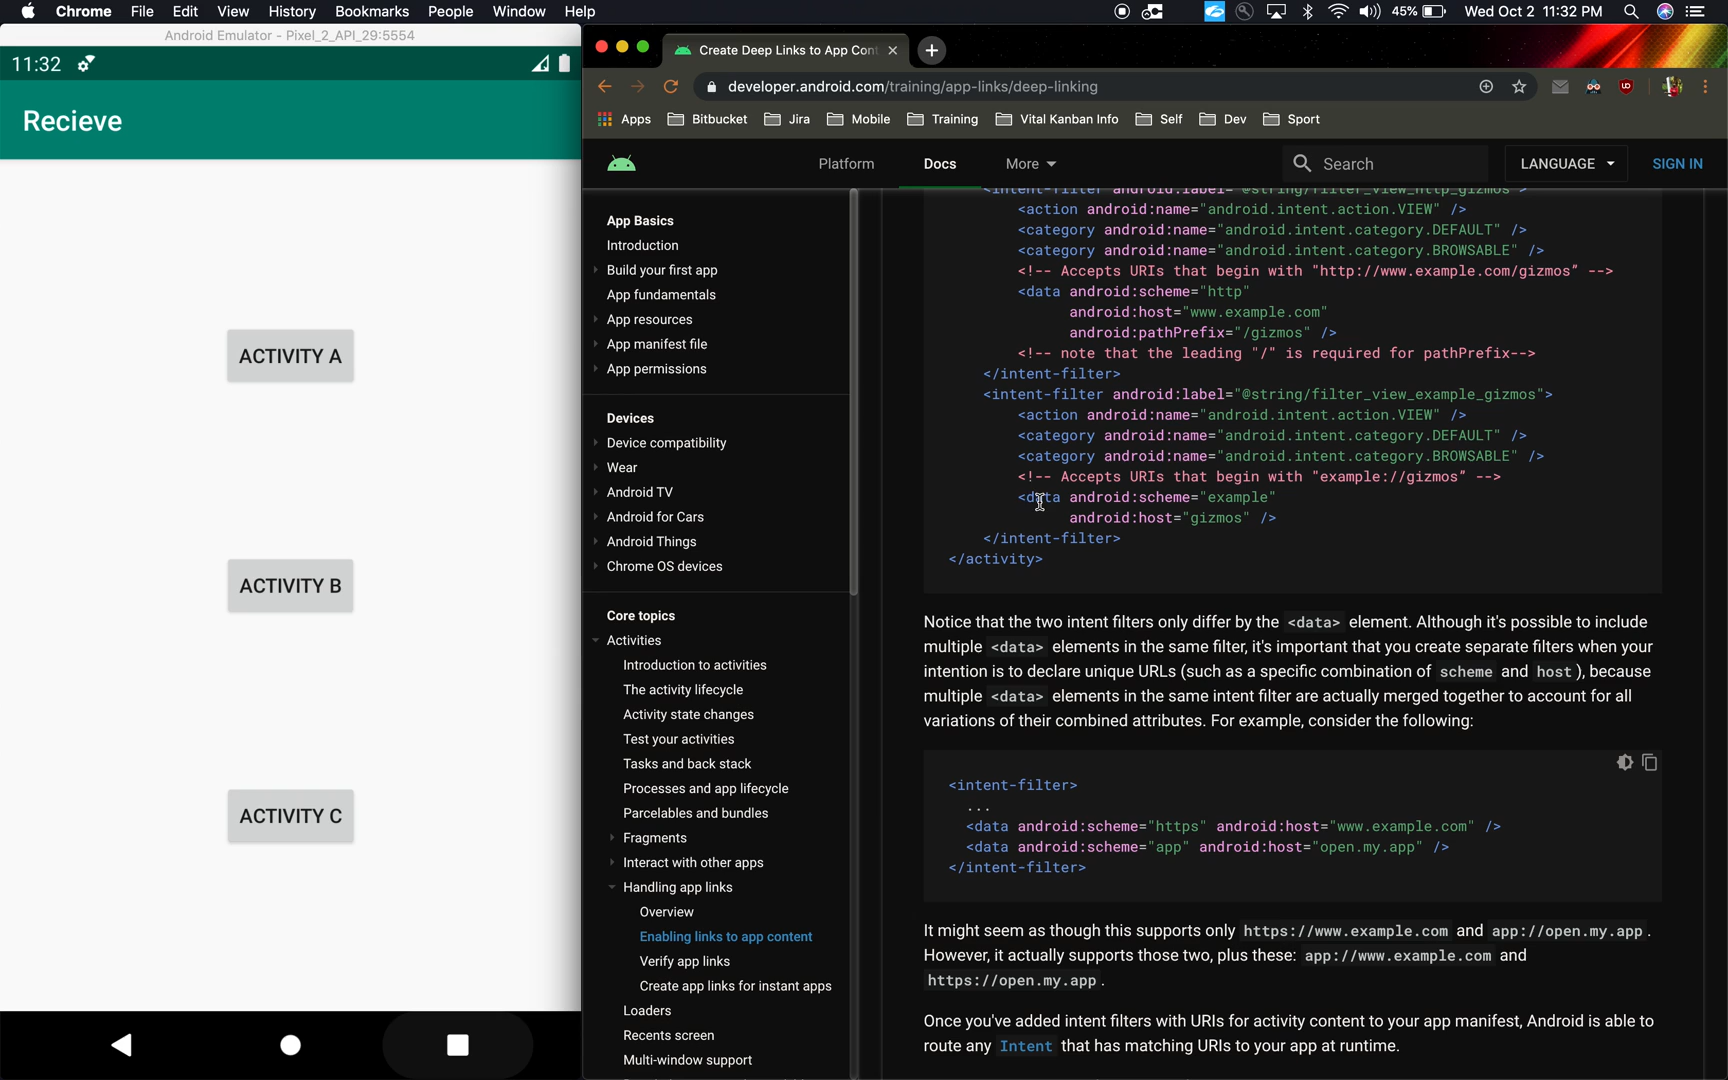 Chrome File Edit View History Bookmarks People Window Help 45% Wed Oct 2 11:32 PM
Android Emulator - Pixel_2_API_29:5554
11:32
Recieve
ACTIVITY A
ACTIVITY B
ACTIVITY C
Create Deep Links to App Cont
developer.android.com/training/app-links/deep-linking
Apps Bitbucket Jira Mobile Training Vital Kanban Info Self Dev Sport
Platform Docs More Search LANGUAGE SIGN IN
App Basics
Introduction
Build your first app
App fundamentals
App resources
App manifest file
App permissions
Devices
Device compatibility
Wear
Android TV
Android for Cars
Android Things
Chrome OS devices
Core topics
Activities
Introduction to activities
The activity lifecycle
Activity state changes
Test your activities
Tasks and back stack
Processes and app lifecycle
Parcelables and bundles
Fragments
Interact with other apps
Handling app links
Overview
Enabling links to app content
Verify app links
Create app links for instant apps
Loaders
Recents screen
Multi-window support
<intent-filter android:label="@string/filter_view_http_gizmos">
<action android:name="android.intent.action.VIEW" />
<category android:name="android.intent.category.DEFAULT" />
<category android:name="android.intent.category.BROWSABLE" />
<!-- Accepts URIs that begin with "http://www.example.com/gizmos” -->
<data android:scheme="http"
android:host="www.example.com"
android:pathPrefix="/gizmos" />
<!-- note that the leading "/" is required for pathPrefix-->
</intent-filter>
<intent-filter android:label="@string/filter_view_example_gizmos">
<action android:name="android.intent.action.VIEW" />
<category android:name="android.intent.category.DEFAULT" />
<category android:name="android.intent.category.BROWSABLE" />
<!-- Accepts URIs that begin with "example://gizmos” -->
<data android:scheme="example"
android:host="gizmos" />
</intent-filter>
</activity>
Notice that the two intent filters only differ by the <data> element. Although it's possible to include
multiple <data> elements in the same filter, it's important that you create separate filters when your
intention is to declare unique URLs (such as a specific combination of scheme and host ), because
multiple <data> elements in the same intent filter are actually merged together to account for all
variations of their combined attributes. For example, consider the following:
<intent-filter>
...
<data android:scheme="https" android:host="www.example.com" />
<data android:scheme="app" android:host="open.my.app" />
</intent-filter>
It might seem as though this supports only https://www.example.com and app://open.my.app .
However, it actually supports those two, plus these: app://www.example.com and
https://open.my.app .
Once you've added intent filters with URIs for activity content to your app manifest, Android is able to
route any Intent that has matching URIs to your app at runtime.